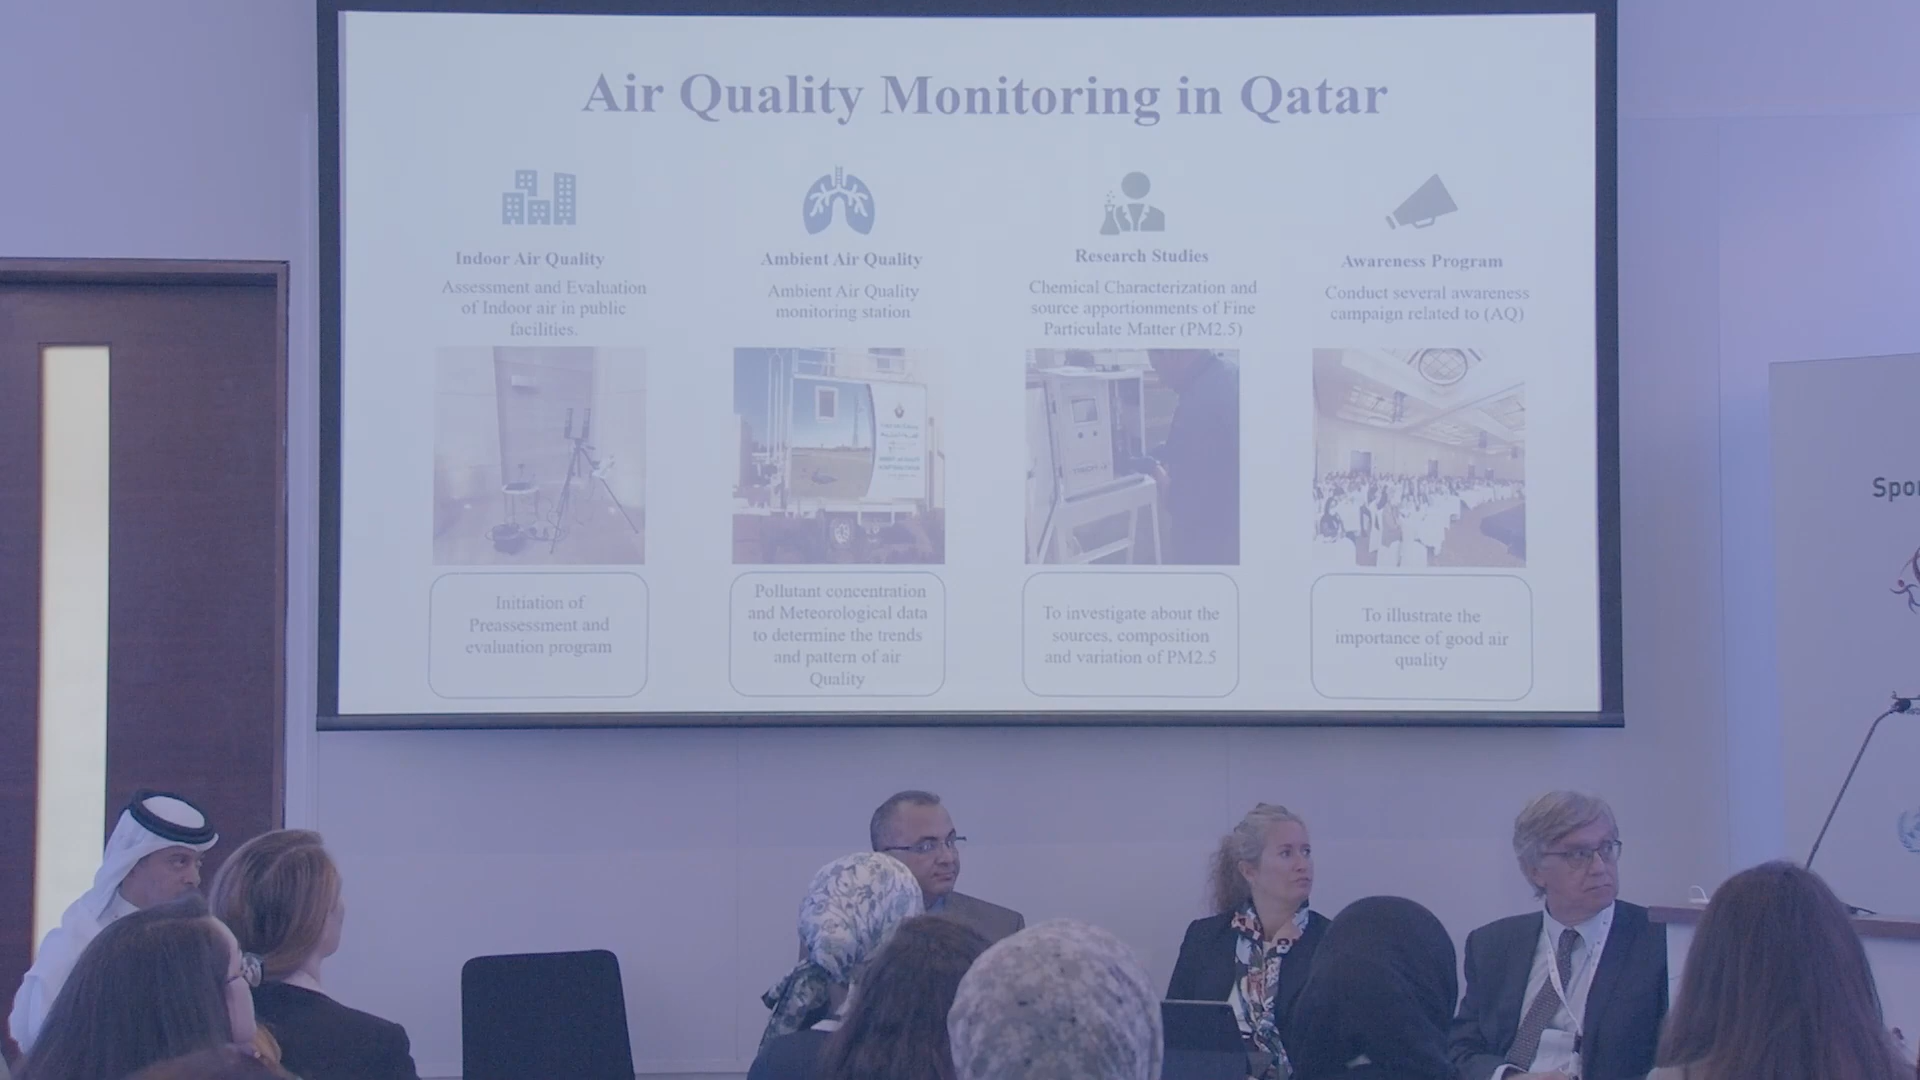 Air Quality Monitoring in Qatar
Indoor Air Quality
Assessment and Evaluation
of Indoor air in public
facilities.
Initiation of
Preassessment and
evaluation program
Ambient Air Quality
Ambient Air Quality
monitoring station
Pollutant concentration
and Meteorological data
to determine the trends
and pattern of air
Quality
Research Studies
Chemical Characterization and
source apportionments of Fine
Particulate Matter (PM2.5)
To investigate about the
sources, composition
and variation of PM2.5
Awareness Program
Conduct several awareness
campaign related to (AQ)
To illustrate the
importance of good air
quality
Spo